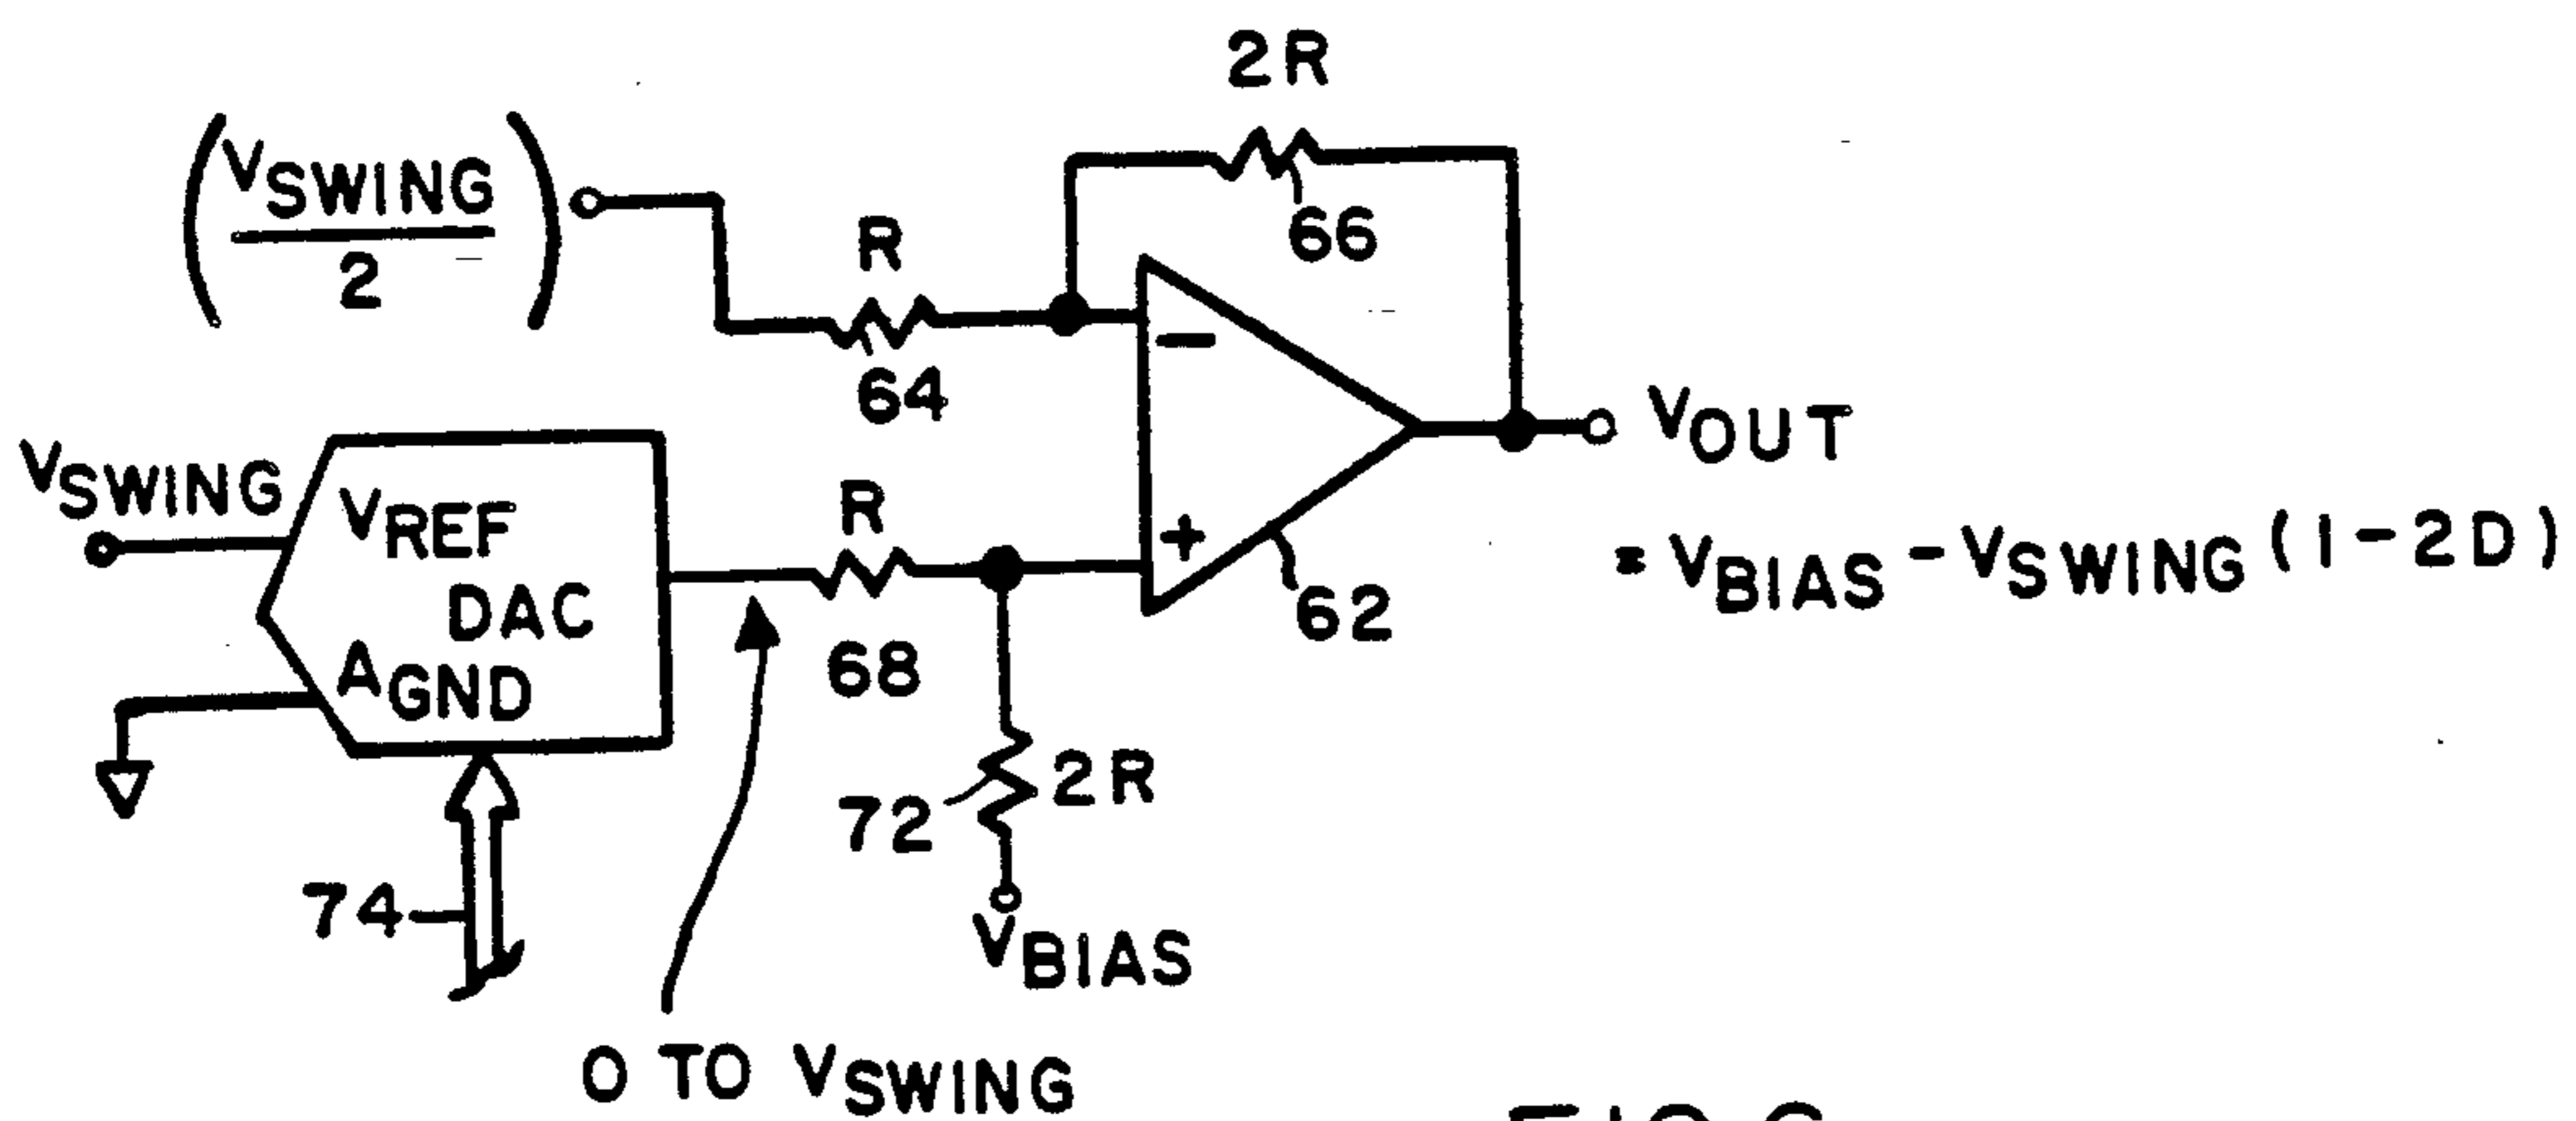 2R
(VSWING
2)
66
R
64
VSWING
VREF
DAC
AGND
R
68
-
+
62
VOUT
= VBIAS - VSWING (1-2D)
72
2R
VBIAS
74
0 TO VSWING